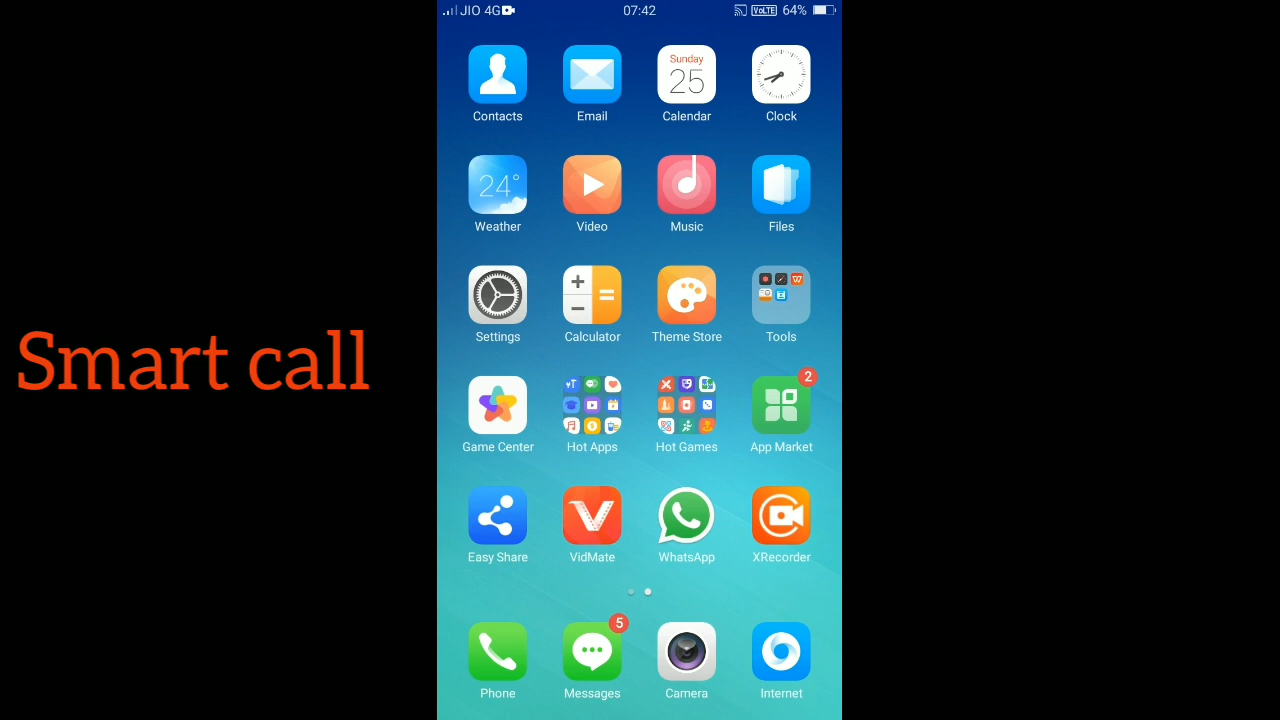 JIO 4G 07:42 VoLTE 64%
Sunday
25
Contacts Email Calendar Clock
24°
Weather Video Music Files
Settings Calculator Theme Store Tools
Smart call
2
Game Center Hot Apps Hot Games App Market
Easy Share VidMate WhatsApp XRecorder
5
Phone Messages Camera Internet